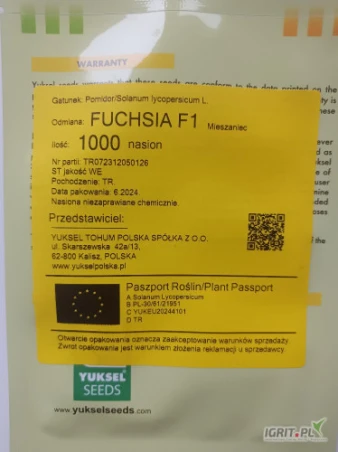 WARRANTY
Gatunek: Pomidor/Solanum lycopersicum L.
Odmiana: FUCHSIA F1 Mieszaniec
Ilość: 1000 nasion
Nr partii: TR072312050126
ST jakość WE
Pochodzenie: TR.
Data pakowania: 6.2024.
Nasiona niezaprawiane chemicznie.
Przedstawiciel:
YUKSEL TOHUM POLSKA SPÓŁKA Z O.O.
ul. Skarszewska 42a/13,
62-800 Kalisz, POLSKA
www.yukselpolska.pl
Paszport Roślin/Plant Passport
A Solanum Lycopersicum
B PL-30/61/21951
C YUKEU20244101
D TR
Otwarcie opakowania oznacza zaakceptowanie warunków sprzedaży.
Zwrot opakowania jest warunkiem złożenia reklamacji u sprzedawcy.
YUKSEL
SEEDS
www.yukselseeds.com
IGRIT.PL